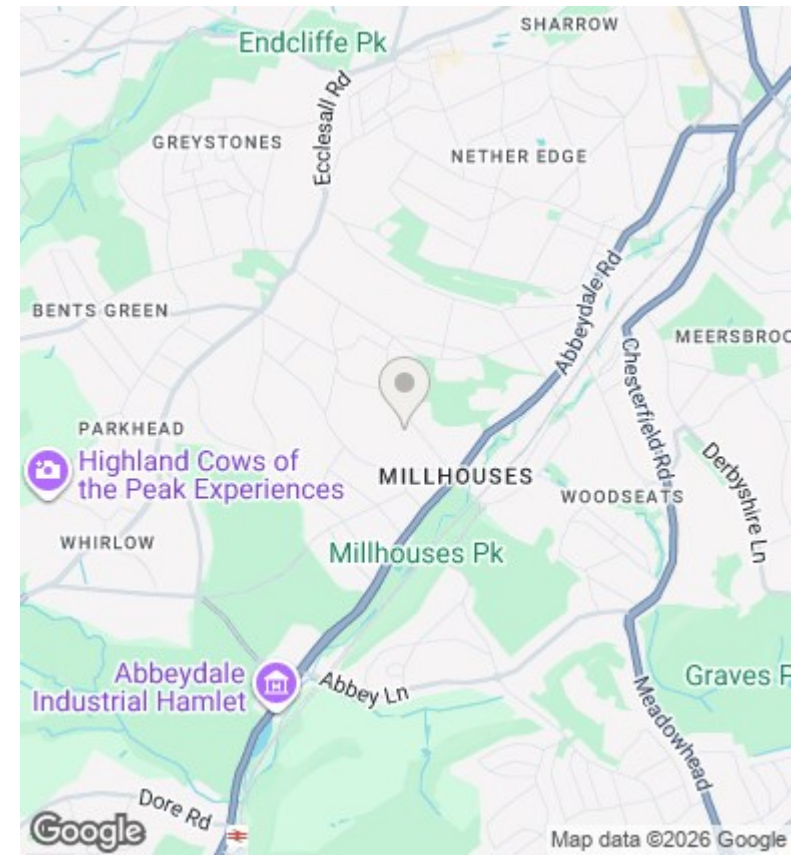 SHARROW
Endcliffe Pk
GREYSTONES
Ecclesall Rd
NETHER EDGE
Abbeydale Rd
BENTS GREEN
MEERSBROO
Chesterfield Rd
PARKHEAD
Highland Cows of
the Peak Experiences
MILLHOUSES
WOODSEATS
Derbyshire Ln
WHIRLOW
Millhouses Pk
Abbeydale
Industrial Hamlet
Abbey Ln
Graves P
Meadowhead
Dore Rd
Google
Map data ©2026 Google